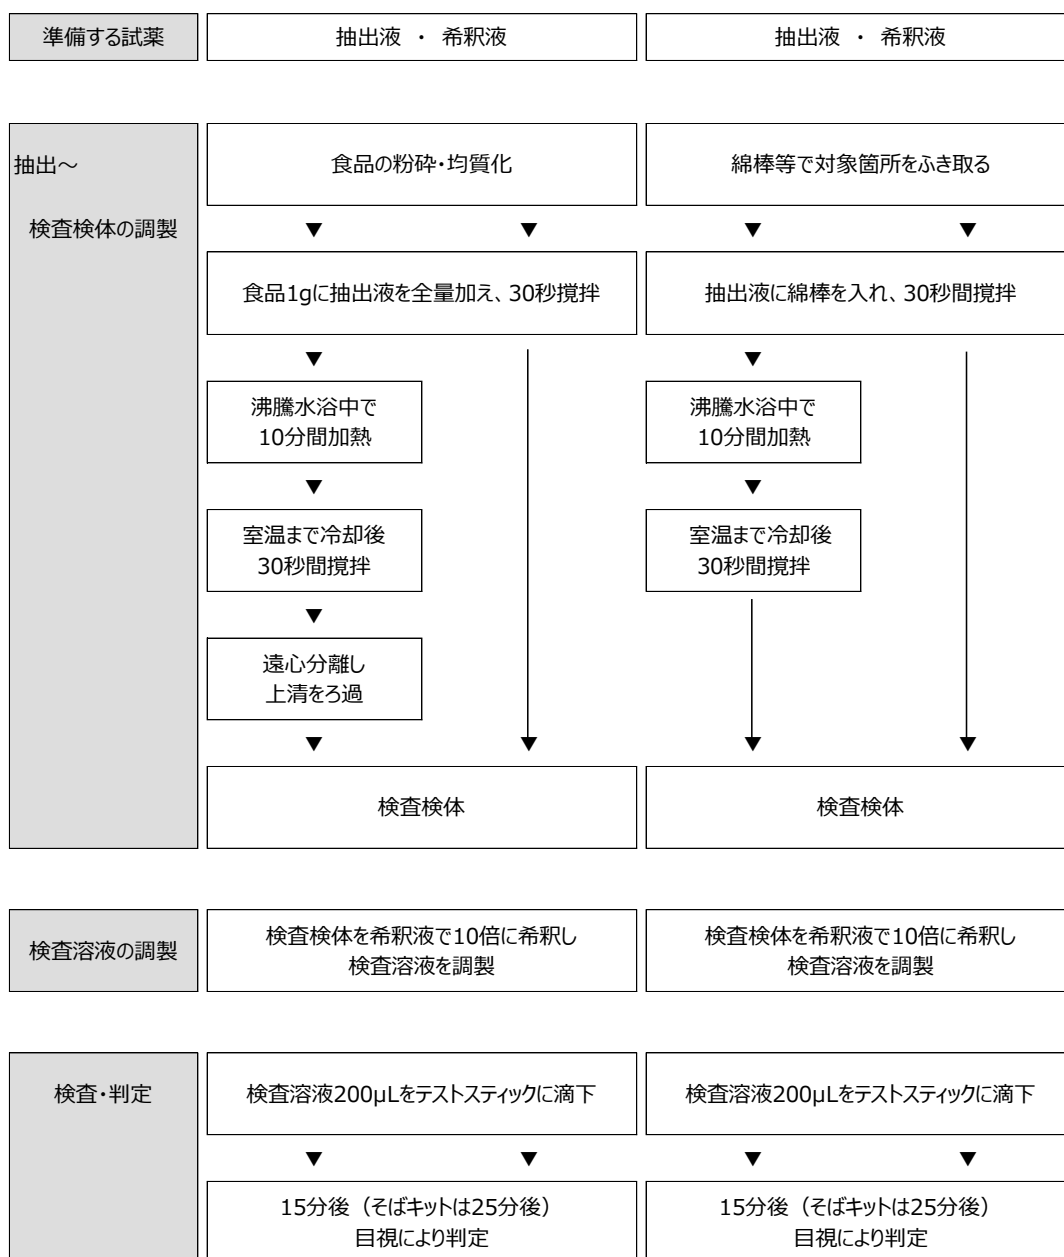 準備する試薬
抽出液 ・ 希釈液
抽出液 ・ 希釈液
抽出～
検査検体の調製
食品の粉砕・均質化
綿棒等で対象箇所をふき取る
▼ ▼ ▼ ▼
食品1gに抽出液を全量加え、30秒撹拌
抽出液に綿棒を入れ、30秒間撹拌
▼ ▼
沸騰水浴中で
10分間加熱
沸騰水浴中で
10分間加熱
▼ ▼
室温まで冷却後
30秒間撹拌
室温まで冷却後
30秒間撹拌
▼
遠心分離し
上清をろ過
▼ ▼ ▼ ▼
検査検体
検査検体
検査溶液の調製
検査検体を希釈液で10倍に希釈し
検査溶液を調製
検査検体を希釈液で10倍に希釈し
検査溶液を調製
検査・判定
検査溶液200μLをテストスティックに滴下
検査溶液200μLをテストスティックに滴下
▼ ▼ ▼ ▼
15分後（そばキットは25分後）
目視により判定
15分後（そばキットは25分後）
目視により判定